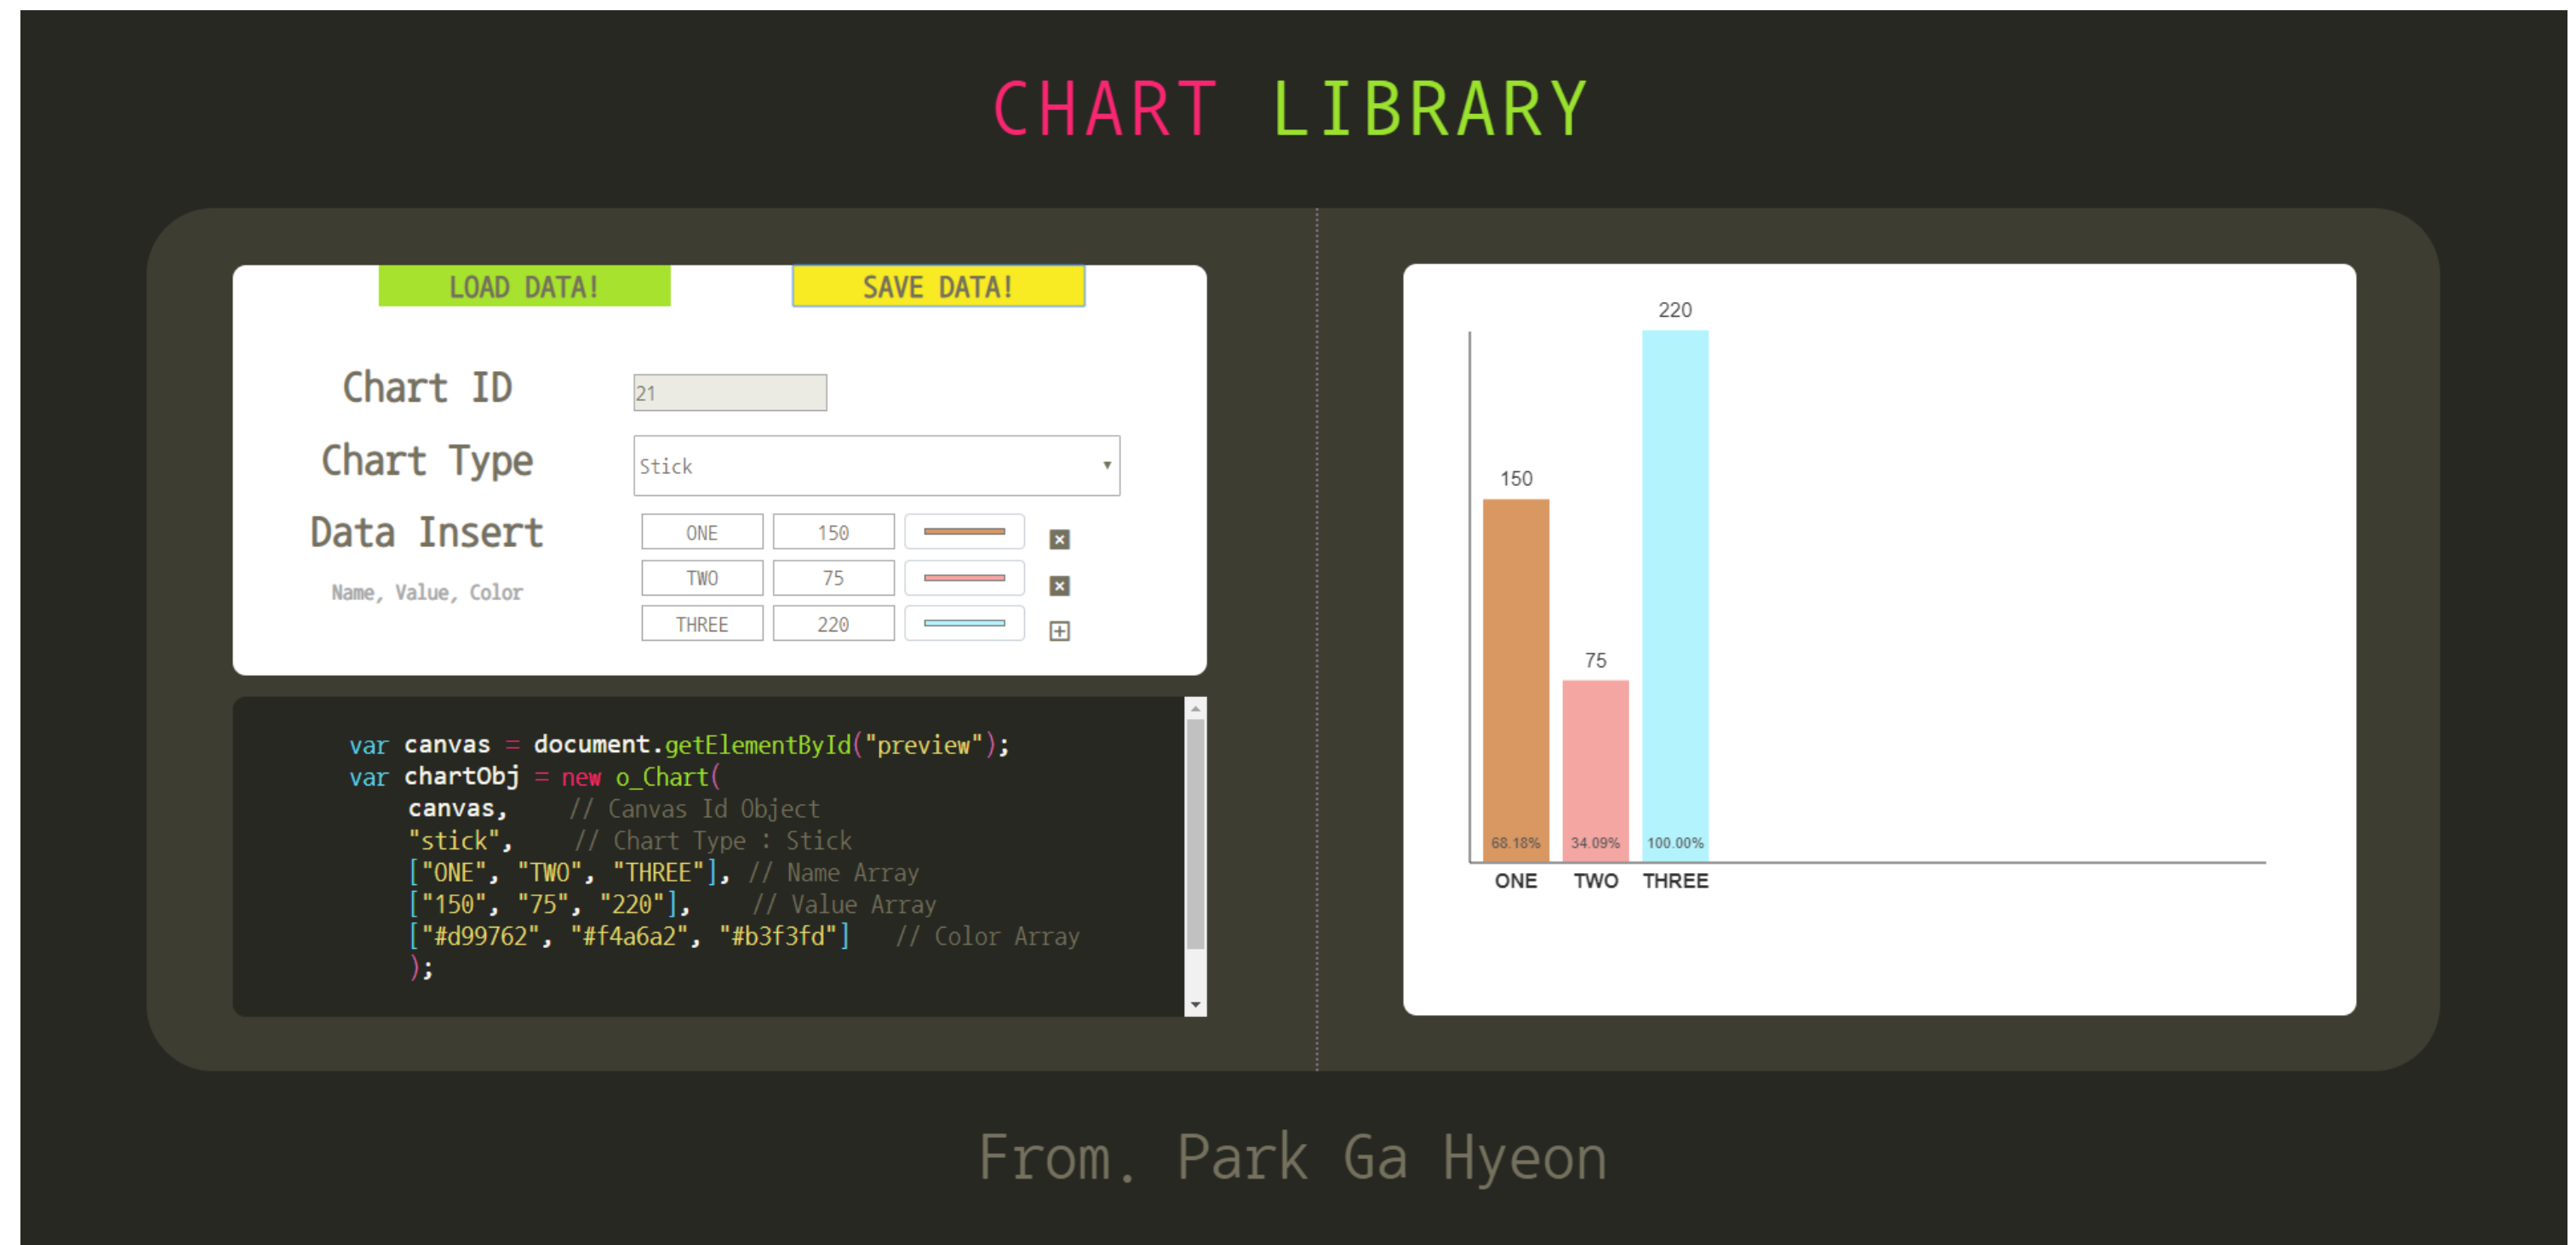 CHART LIBRARY
LOAD DATA!
SAVE DATA!
Chart ID
21
Chart Type
Stick
Data Insert
Name, Value, Color
ONE 150
TWO 75
THREE 220
var canvas = document.getElementById("preview");
var chartObj = new o_Chart(
canvas, // Canvas Id Object
"stick", // Chart Type : Stick
["ONE", "TWO", "THREE"], // Name Array
["150", "75", "220"], // Value Array
["#d99762", "#f4a6a2", "#b3f3fd"] // Color Array
);
220
150
75
68.18% 34.09% 100.00%
ONE TWO THREE
From. Park Ga Hyeon